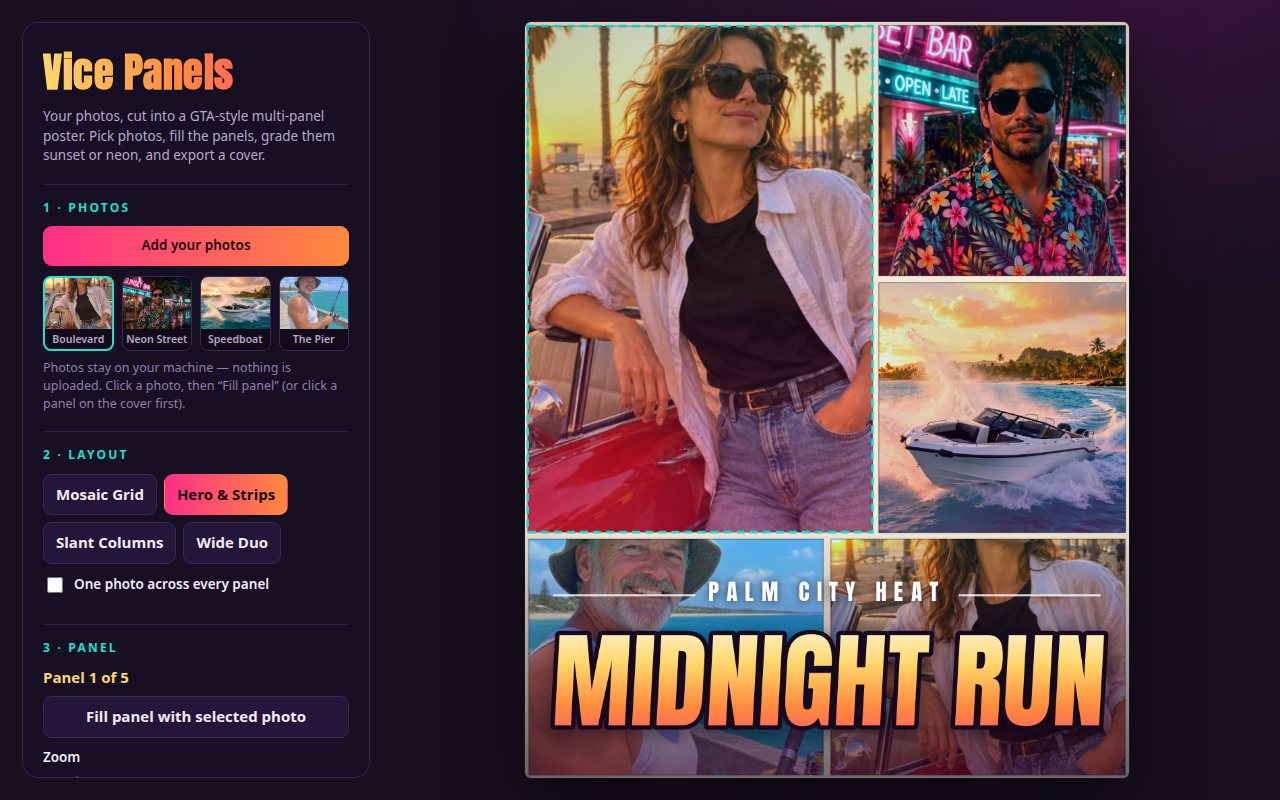 Vice Panels
Your photos, cut into a GTA-style multi-panel
poster. Pick photos, fill the panels, grade them
sunset or neon, and export a cover.
1 · PHOTOS
Add your photos
Boulevard
Neon Street
Speedboat
The Pier
Photos stay on your machine — nothing is
uploaded. Click a photo, then “Fill panel” (or click a
panel on the cover first).
2 · LAYOUT
Mosaic Grid
Hero & Strips
Slant Columns
Wide Duo
One photo across every panel
3 · PANEL
Panel 1 of 5
Fill panel with selected photo
Zoom
BAR
· OPEN · LATE
PALM CITY HEAT
MIDNIGHT RUN